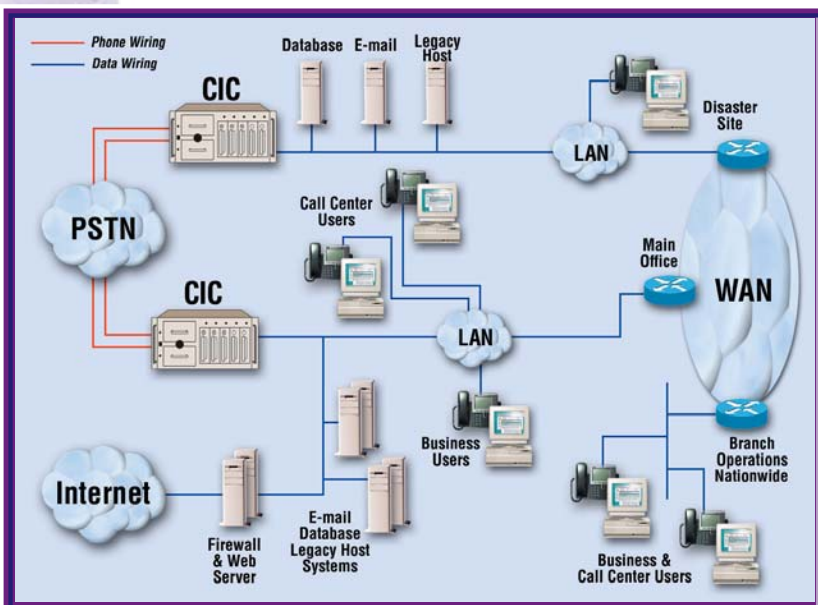 Phone Wiring
Data Wiring
Database
E-mail
Legacy
Host
CIC
Disaster
Site
LAN
PSTN
Call Center
Users
Main
Office
WAN
CIC
LAN
Business
Users
Branch
Operations
Nationwide
Internet
Firewall
& Web
Server
E-mail
Database
Legacy Host
Systems
Business &
Call Center Users